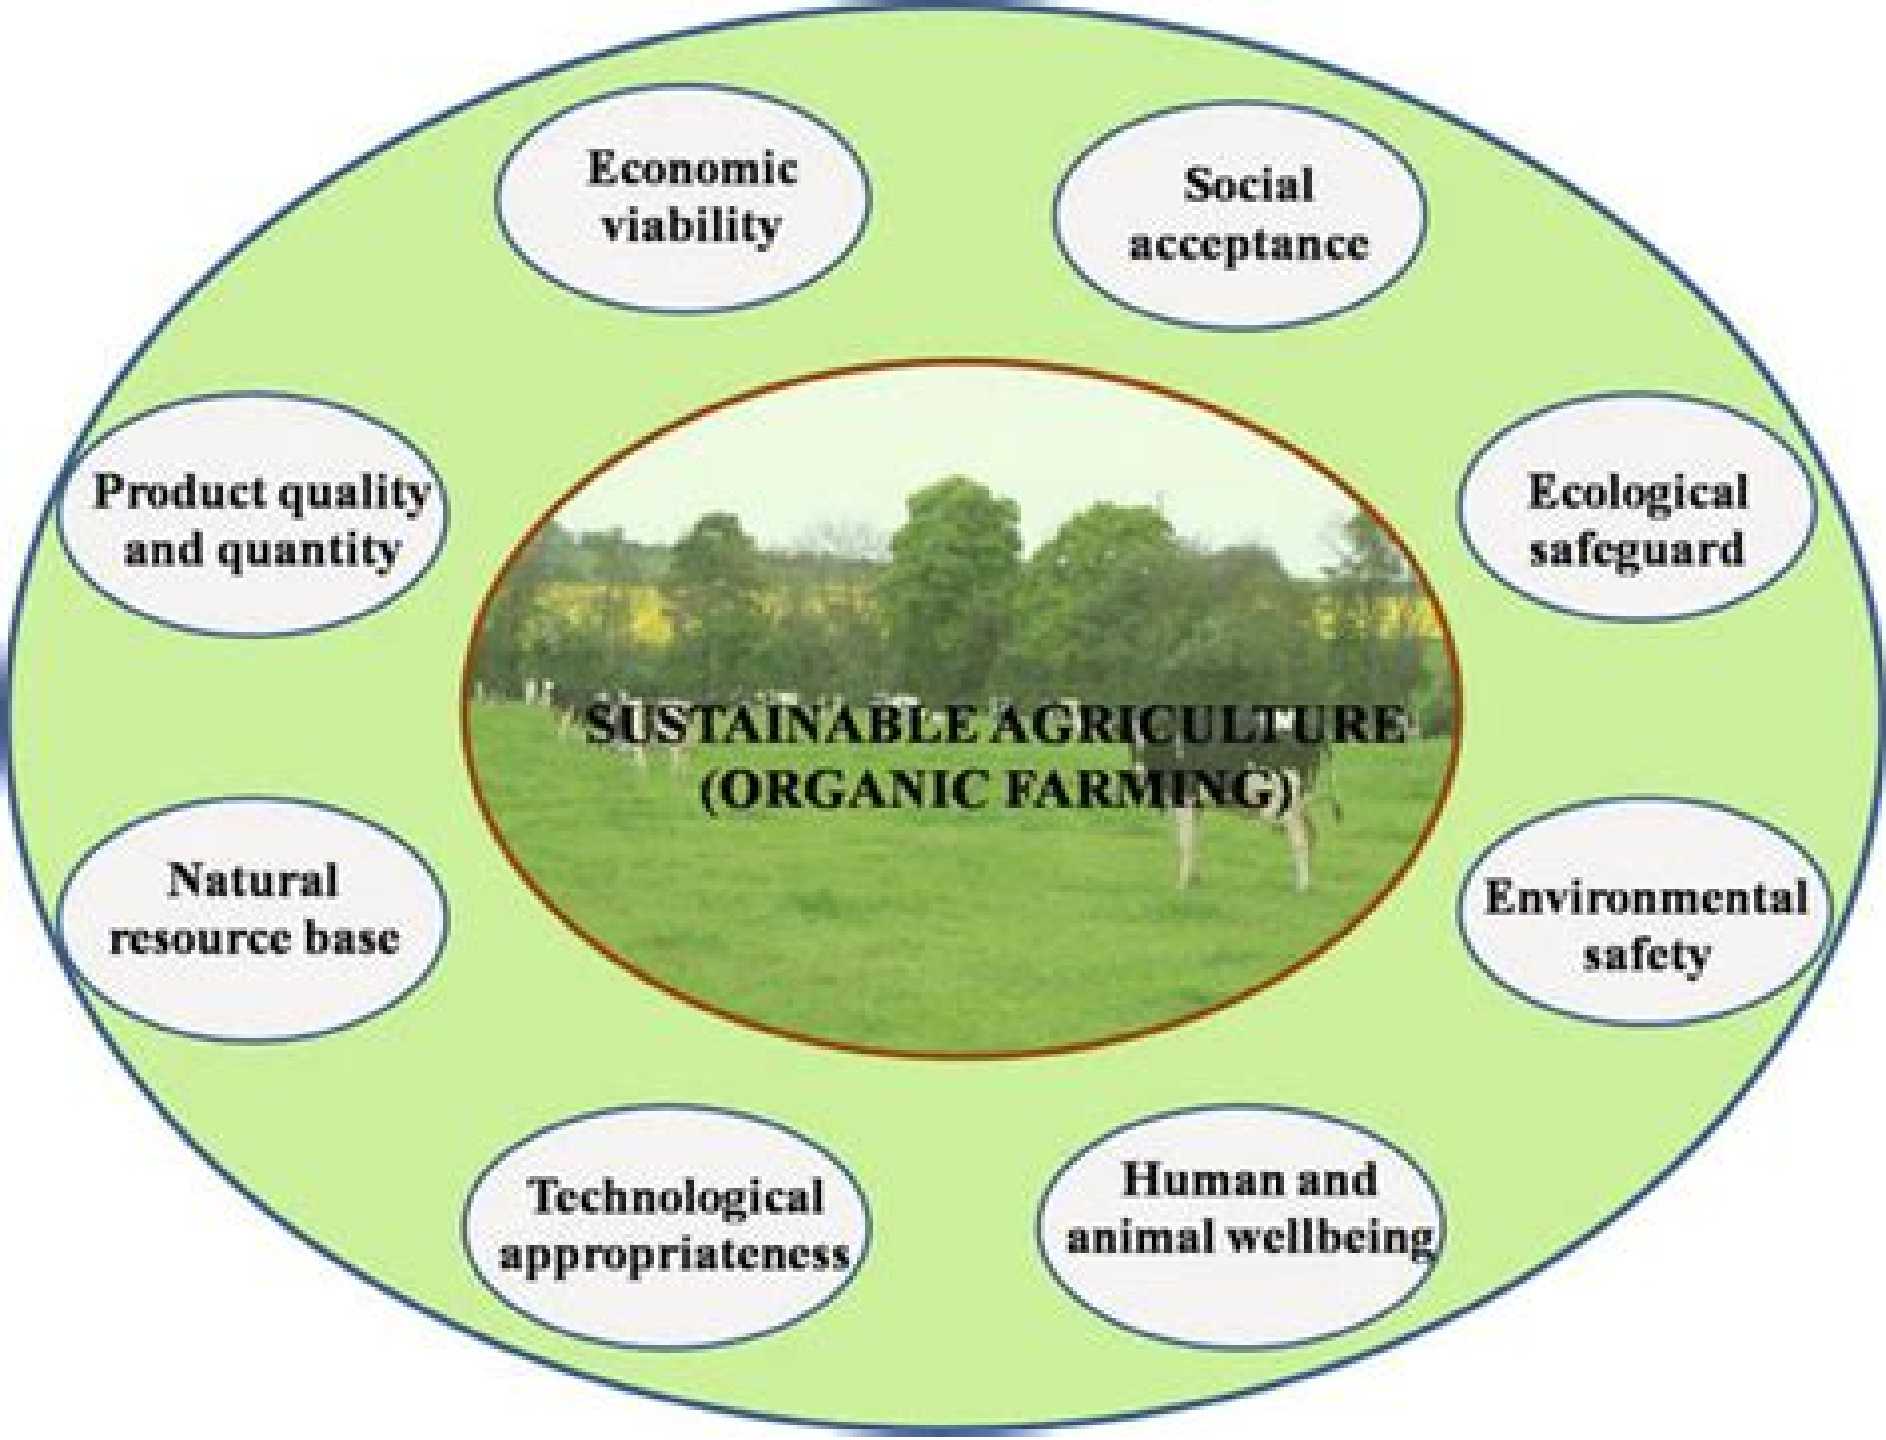 Economic
viability
Social
acceptance
Product quality
and quantity
Ecological
safeguard
SUSTAINABLE AGRICULTURE
(ORGANIC FARMING)
Natural
resource base
Environmental
safety
Technological
appropriateness
Human and
animal wellbeing